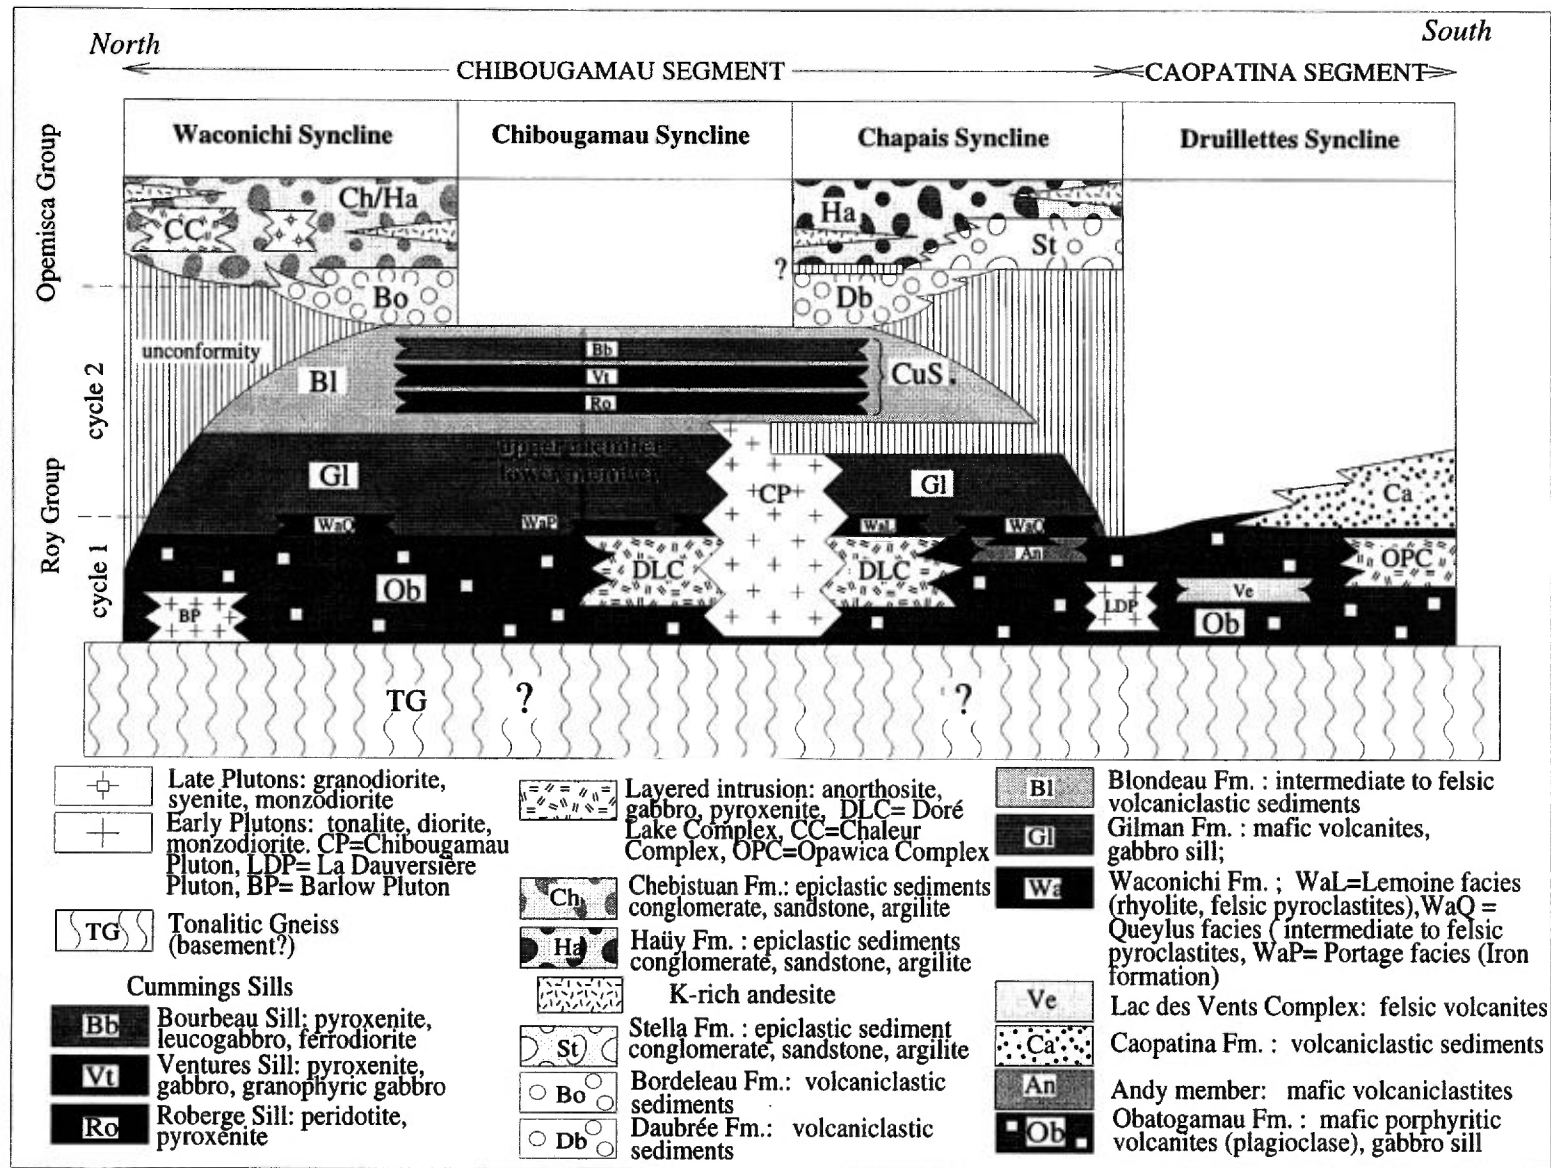 North
South
CHIBOUGAMAU SEGMENT
CAOPATINA SEGMENT
Waconichi Syncline
Chibougamau Syncline
Chapais Syncline
Druillettes Syncline
Opemisca Group
Roy Group
cycle 2
cycle 1
Ch/Ha
CC
Bo
Ha
St
?
Db
unconformity
Bl
Bb
Vt
Ro
CuS.
upper member
lower member
Gl
CP
Gl
Ca
WaQ
WaP
WaL
WaQ
An
DLC
DLC
OPC
Ob
BP
LDP
Ve
Ob
TG
?
?
Late Plutons: granodiorite,
syenite, monzodiorite
Early Plutons: tonalite, diorite,
monzodiorite. CP=Chibougamau
Pluton, LDP= La Dauversière
Pluton, BP= Barlow Pluton
TG
Tonalitic Gneiss
(basement?)
Cummings Sills
Bb
Bourbeau Sill: pyroxenite,
leucogabbro, ferrodiorite
Vt
Ventures Sill: pyroxenite,
gabbro, granophyric gabbro
Ro
Roberge Sill: peridotite,
pyroxenite
Layered intrusion: anorthosite,
gabbro, pyroxenite, DLC= Doré
Lake Complex, CC=Chaleur
Complex, OPC=Opawica Complex
Ch
Chebistuan Fm.: epiclastic sediments
conglomerate, sandstone, argilite
Ha
Haüy Fm. : epiclastic sediments
conglomerate, sandstone, argilite
K-rich andesite
St
Stella Fm. : epiclastic sediment
conglomerate, sandstone, argilite
Bo
Bordeleau Fm.: volcaniclastic
sediments
Db
Daubrée Fm.: volcaniclastic
sediments
Bl
Blondeau Fm. : intermediate to felsic
volcaniclastic sediments
Gl
Gilman Fm. : mafic volcanites,
gabbro sill;
Wa
Waconichi Fm. ; WaL=Lemoine facies
(rhyolite, felsic pyroclastites),WaQ =
Queylus facies ( intermediate to felsic
pyroclastites, WaP= Portage facies (Iron
formation)
Ve
Lac des Vents Complex: felsic volcanites
Ca
Caopatina Fm. : volcaniclastic sediments
An
Andy member: mafic volcaniclastites
Ob
Obatogamau Fm. : mafic porphyritic
volcanites (plagioclase), gabbro sill